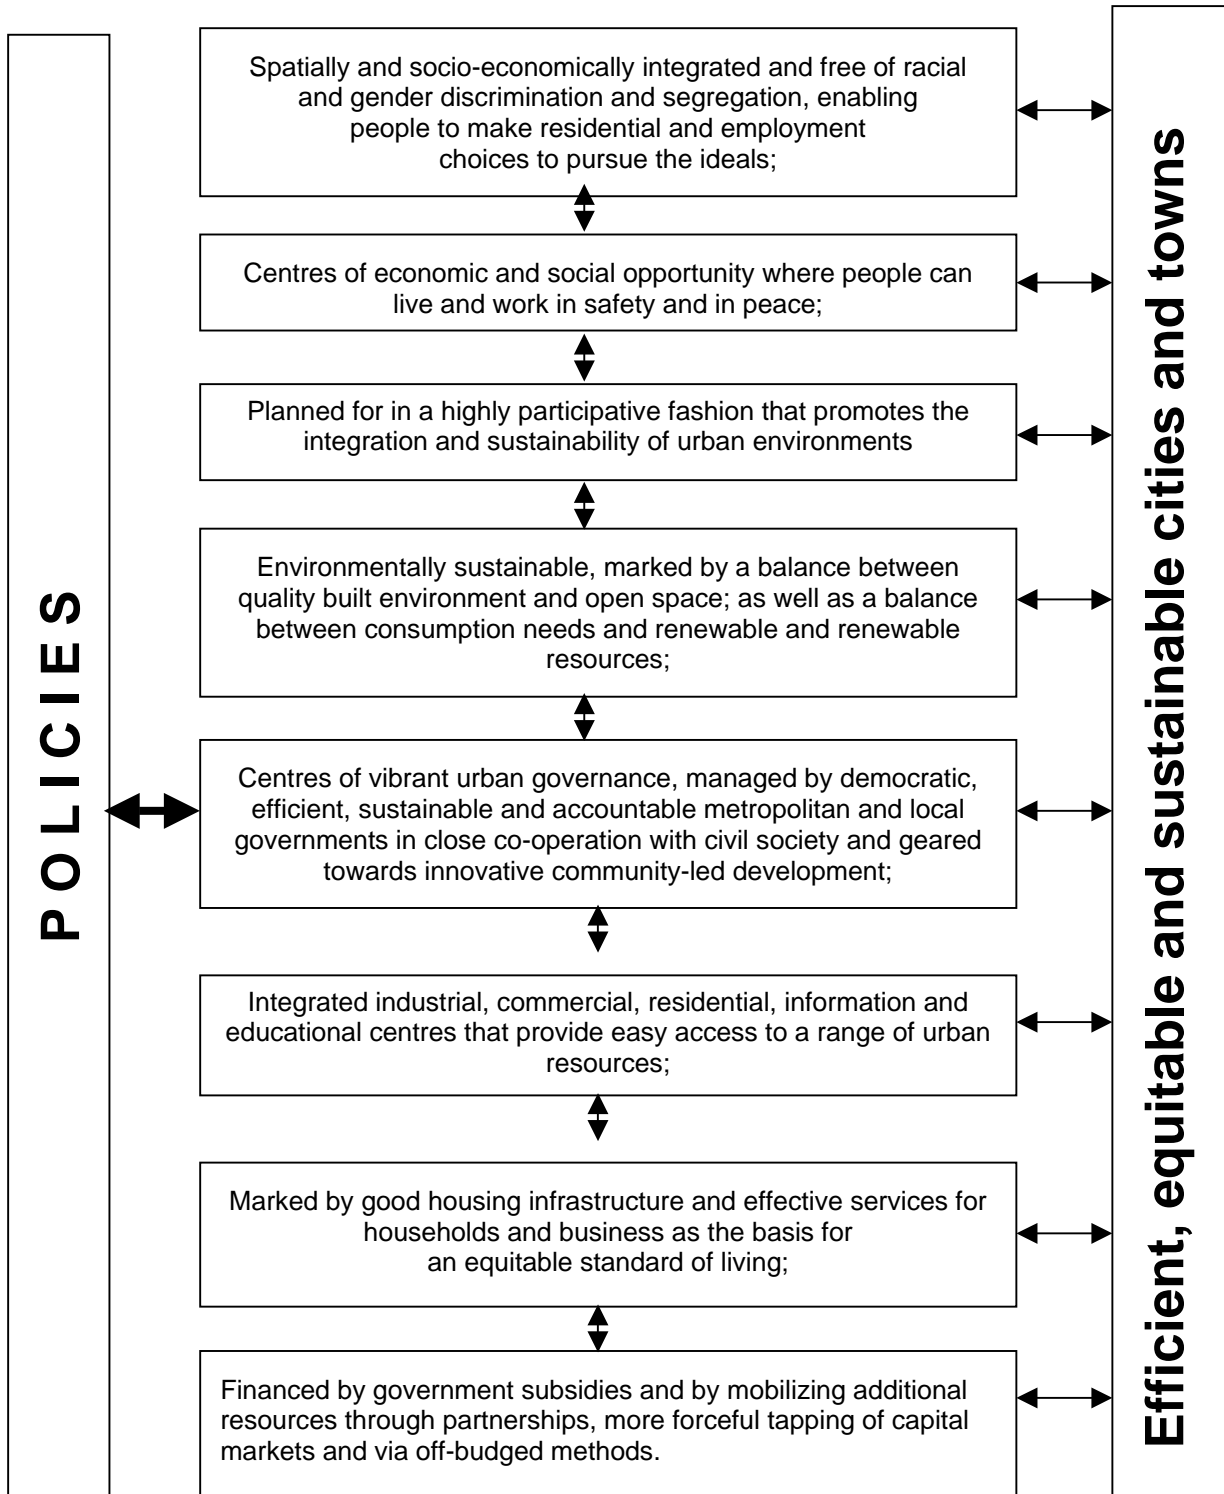 POLICIES
Spatially and socio-economically integrated and free of racial
and gender discrimination and segregation, enabling
people to make residential and employment
choices to pursue the ideals;
Centres of economic and social opportunity where people can
live and work in safety and in peace;
Planned for in a highly participative fashion that promotes the
integration and sustainability of urban environments
Environmentally sustainable, marked by a balance between
quality built environment and open space; as well as a balance
between consumption needs and renewable and renewable
resources;
Centres of vibrant urban governance, managed by democratic,
efficient, sustainable and accountable metropolitan and local
governments in close co-operation with civil society and geared
towards innovative community-led development;
Integrated industrial, commercial, residential, information and
educational centres that provide easy access to a range of urban
resources;
Marked by good housing infrastructure and effective services for
households and business as the basis for
an equitable standard of living;
Financed by government subsidies and by mobilizing additional
resources through partnerships, more forceful tapping of capital
markets and via off-budged methods.
Efficient, equitable and sustainable cities and towns